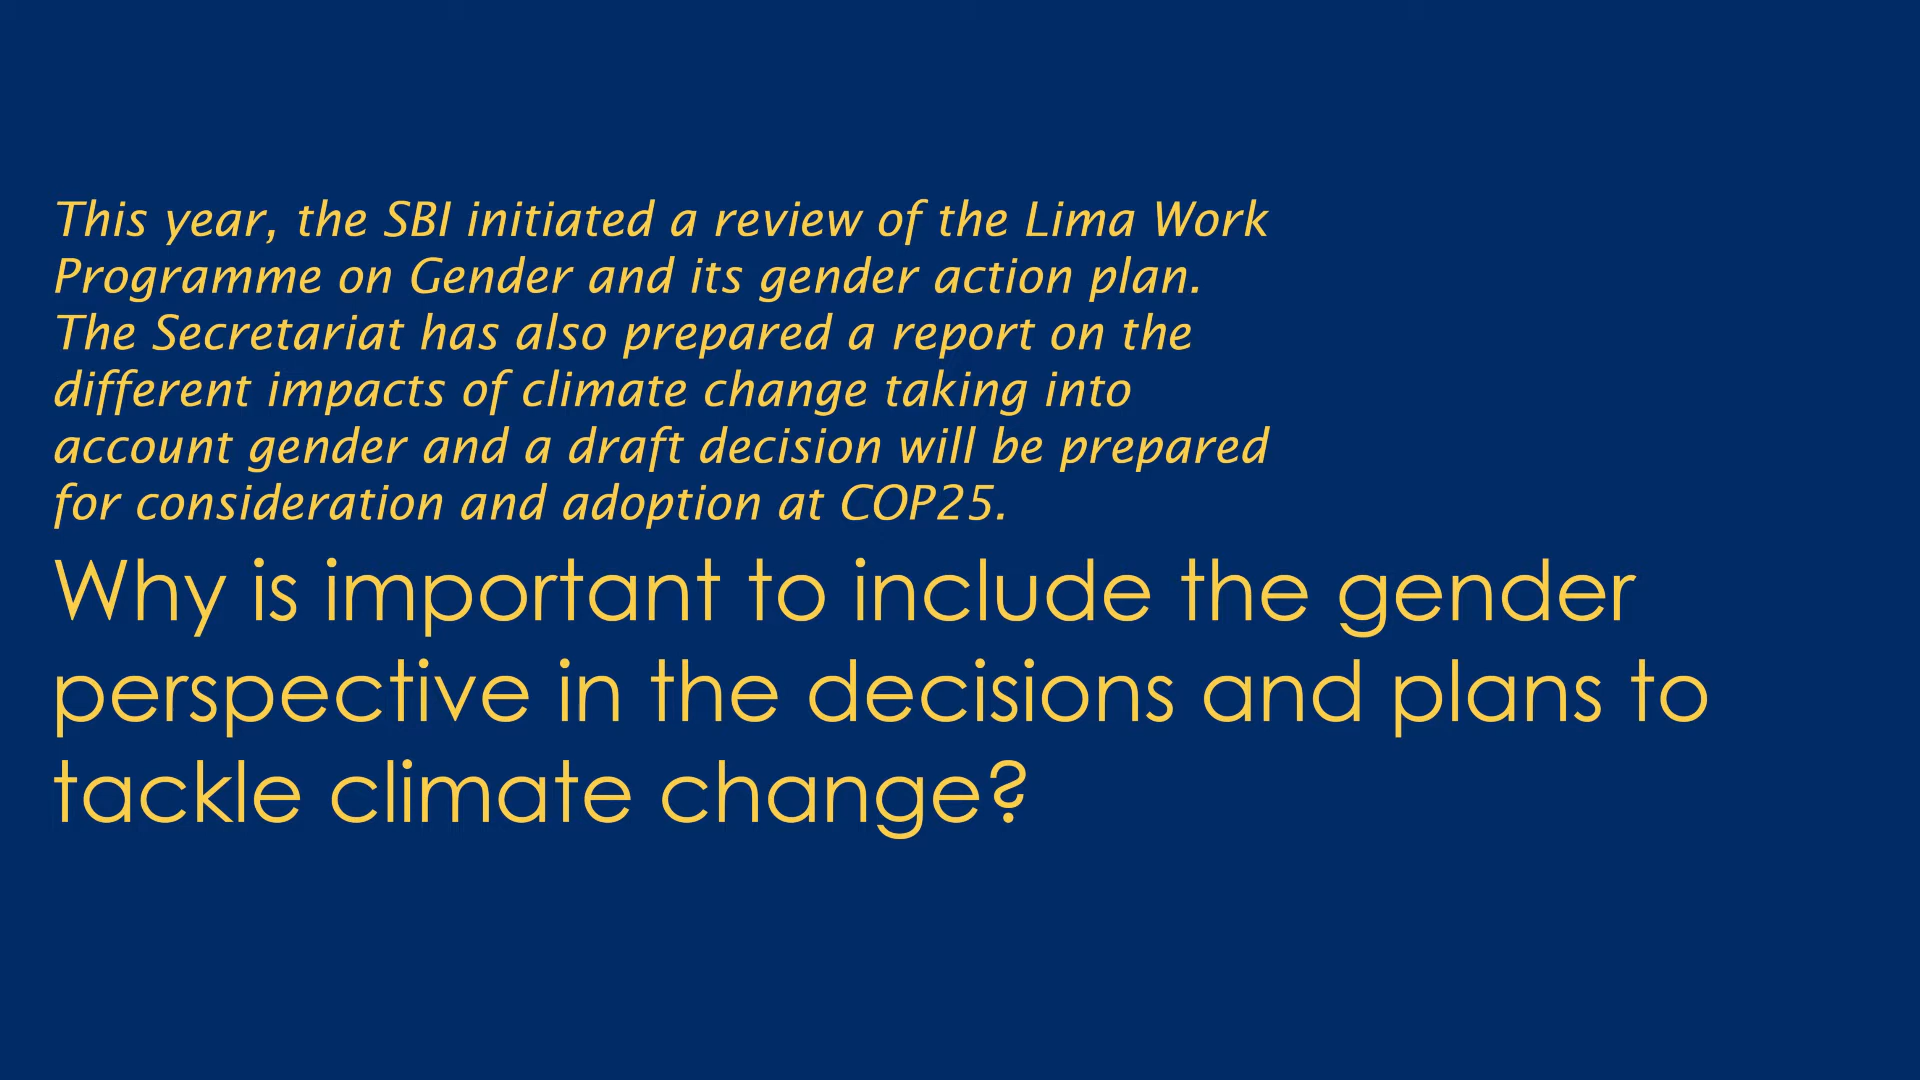 This year, the SBI initiated a review of the Lima Work
Programme on Gender and its gender action plan.
The Secretariat has also prepared a report on the
different impacts of climate change taking into
account gender and a draft decision will be prepared
for consideration and adoption at COP25.
Why is important to include the gender
perspective in the decisions and plans to
tackle climate change?